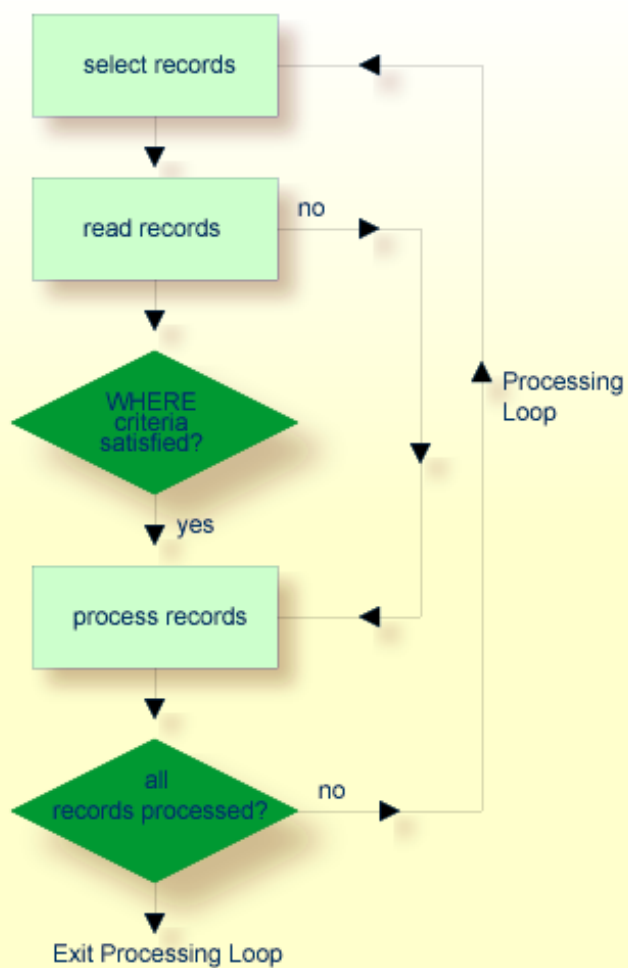 select records
read records
no
WHERE
criteria
satisfied?
Processing
Loop
yes
process records
all
records processed?
no
Exit Processing Loop